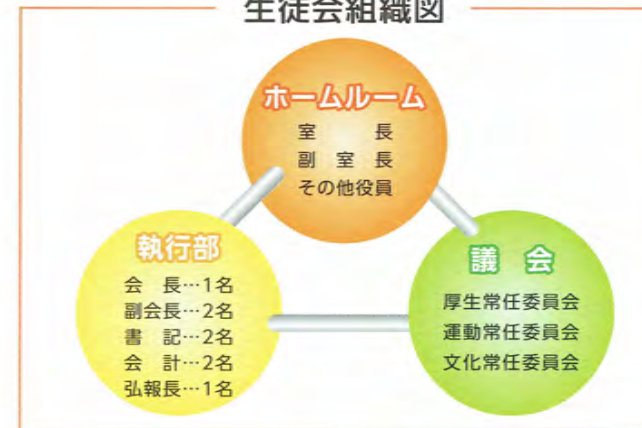 生徒会組織図
ホームルーム
室　　長
副 室 長
その他役員
執行部
会　長…1名
副会長…2名
書　記…2名
会　計…2名
弘報長…1名
議　会
厚生常任委員会
運動常任委員会
文化常任委員会